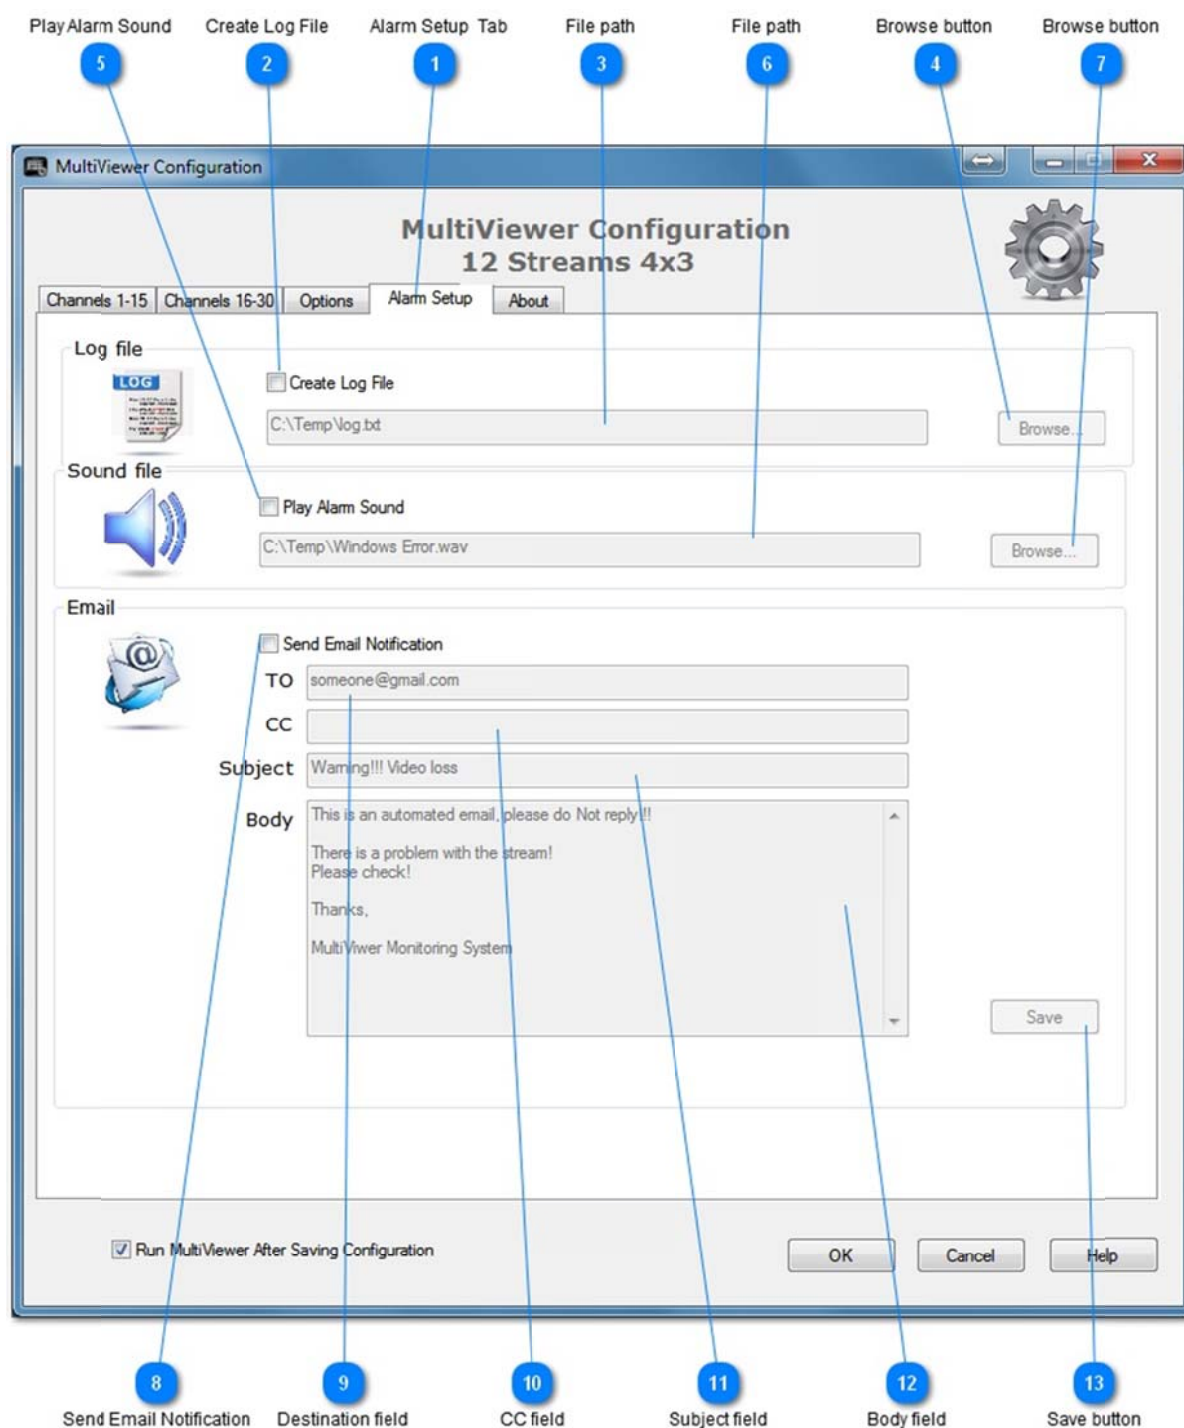 Play Alarm Sound Create Log File Alarm Setup Tab File path File path Browse button Browse button
5 2 1 3 6 4 7
MultiViewer Configuration
MultiViewer Configuration
12 Streams 4x3
Channels 1-15 Channels 16-30 Options Alarm Setup About
Log file
LOG
Create Log File
C:\Temp\log.txt Browse...
Sound file
Play Alarm Sound
C:\Temp\Windows Error.wav Browse...
Email
Send Email Notification
TO someone@gmail.com
CC
Subject Warning!!! Video loss
Body This is an automated email, please do Not reply!!!
There is a problem with the stream!
Please check!
Thanks,
MultiViwer Monitoring System
Save
Run MultiViewer After Saving Configuration OK Cancel Help
8 9 10 11 12 13
Send Email Notification Destination field CC field Subject field Body field Save button